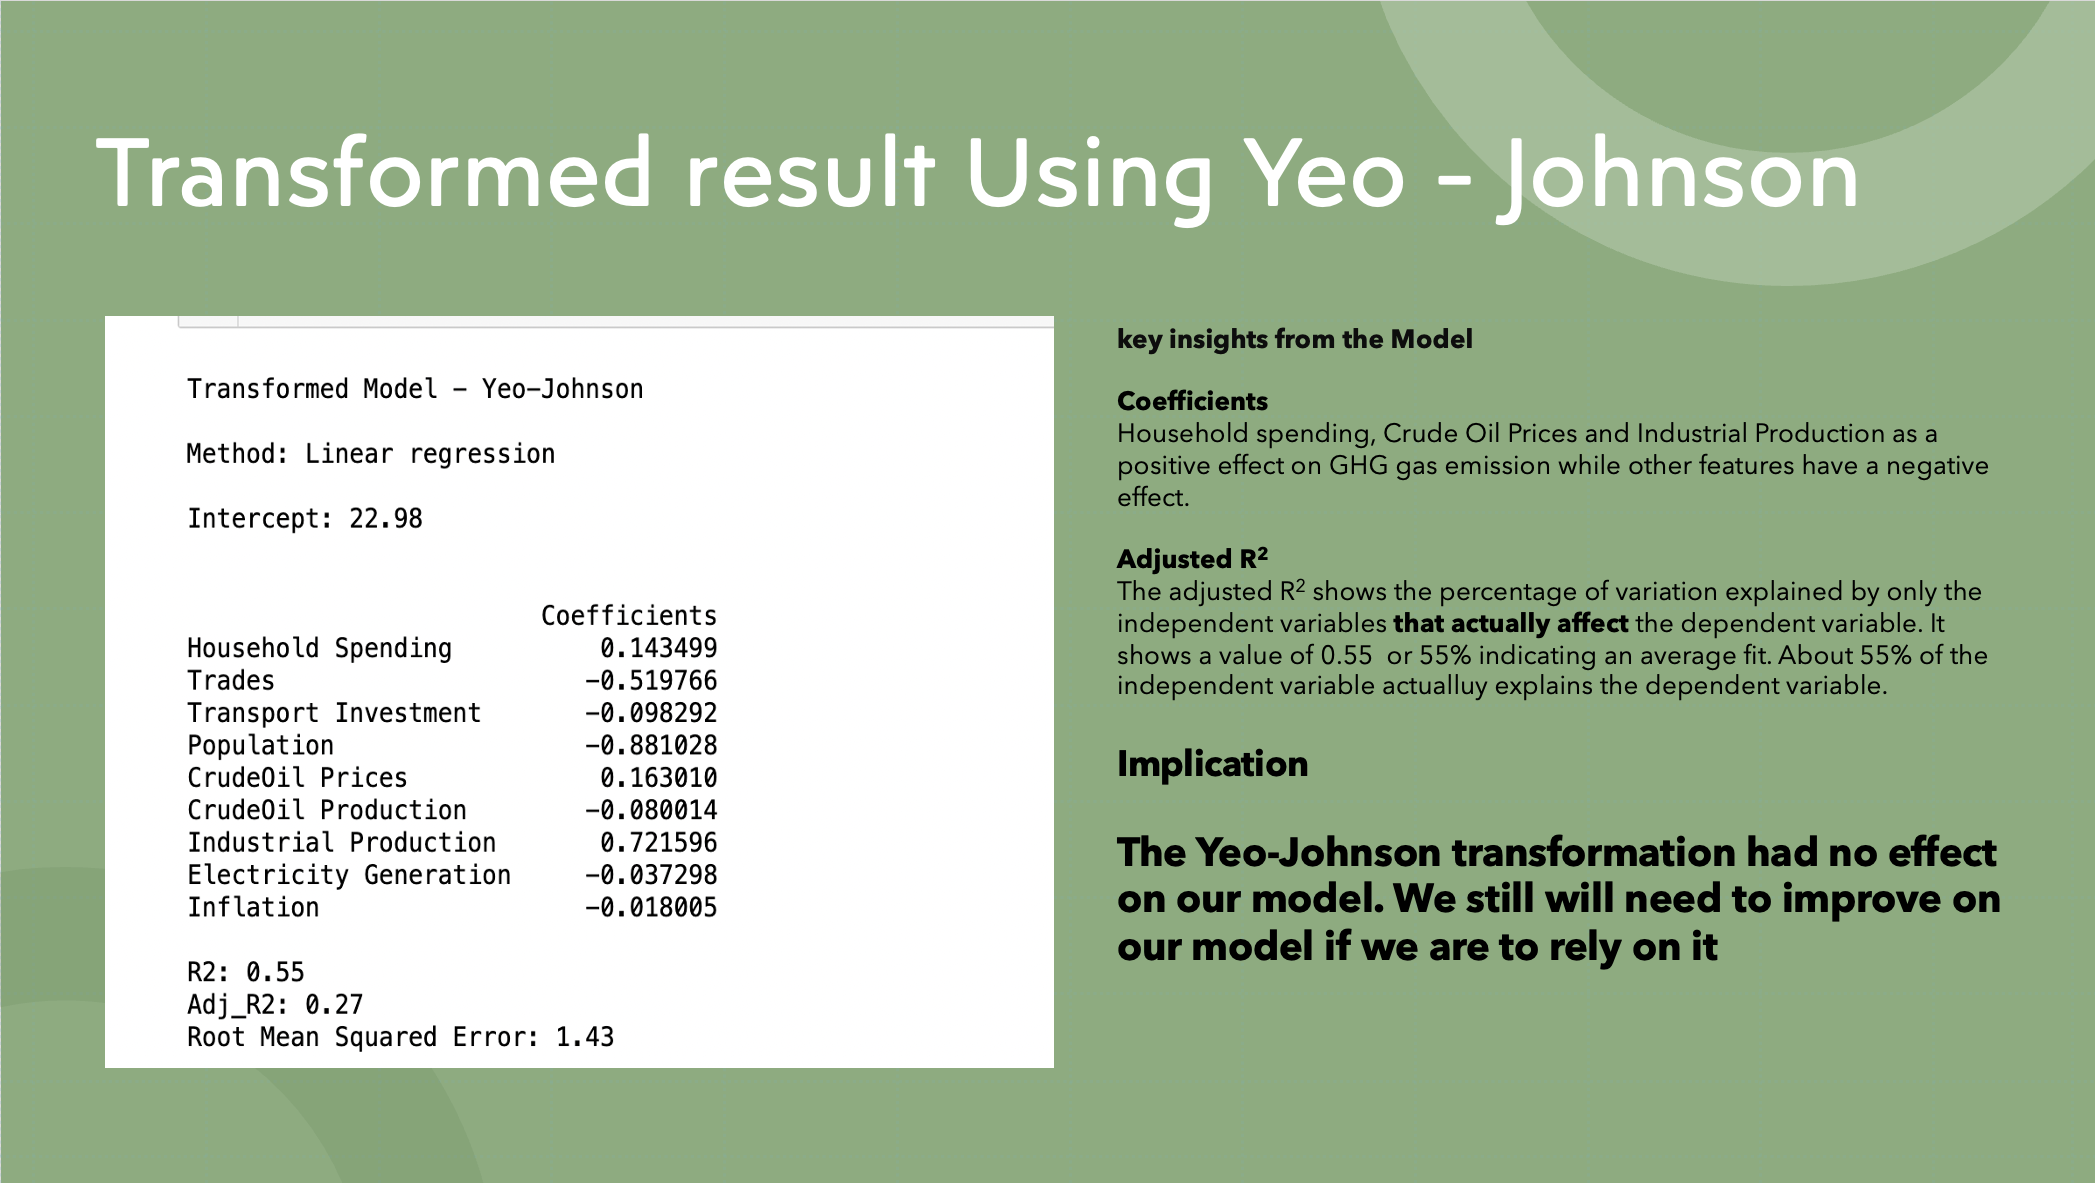 Transformed result Using Yeo - Johnson
Transformed Model - Yeo-Johnson
Method: Linear regression
Intercept: 22.98
Coefficients
Household Spending 0.143499
Trades -0.519766
Transport Investment -0.098292
Population -0.881028
CrudeOil Prices 0.163010
CrudeOil Production -0.080014
Industrial Production 0.721596
Electricity Generation -0.037298
Inflation -0.018005
R2: 0.55
Adj_R2: 0.27
Root Mean Squared Error: 1.43
key insights from the Model
Coefficients
Household spending, Crude Oil Prices and Industrial Production as a
positive effect on GHG gas emission while other features have a negative
effect.
Adjusted R²
The adjusted R² shows the percentage of variation explained by only the
independent variables that actually affect the dependent variable. It
shows a value of 0.55 or 55% indicating an average fit. About 55% of the
independent variable actualluy explains the dependent variable.
Implication
The Yeo-Johnson transformation had no effect
on our model. We still will need to improve on
our model if we are to rely on it